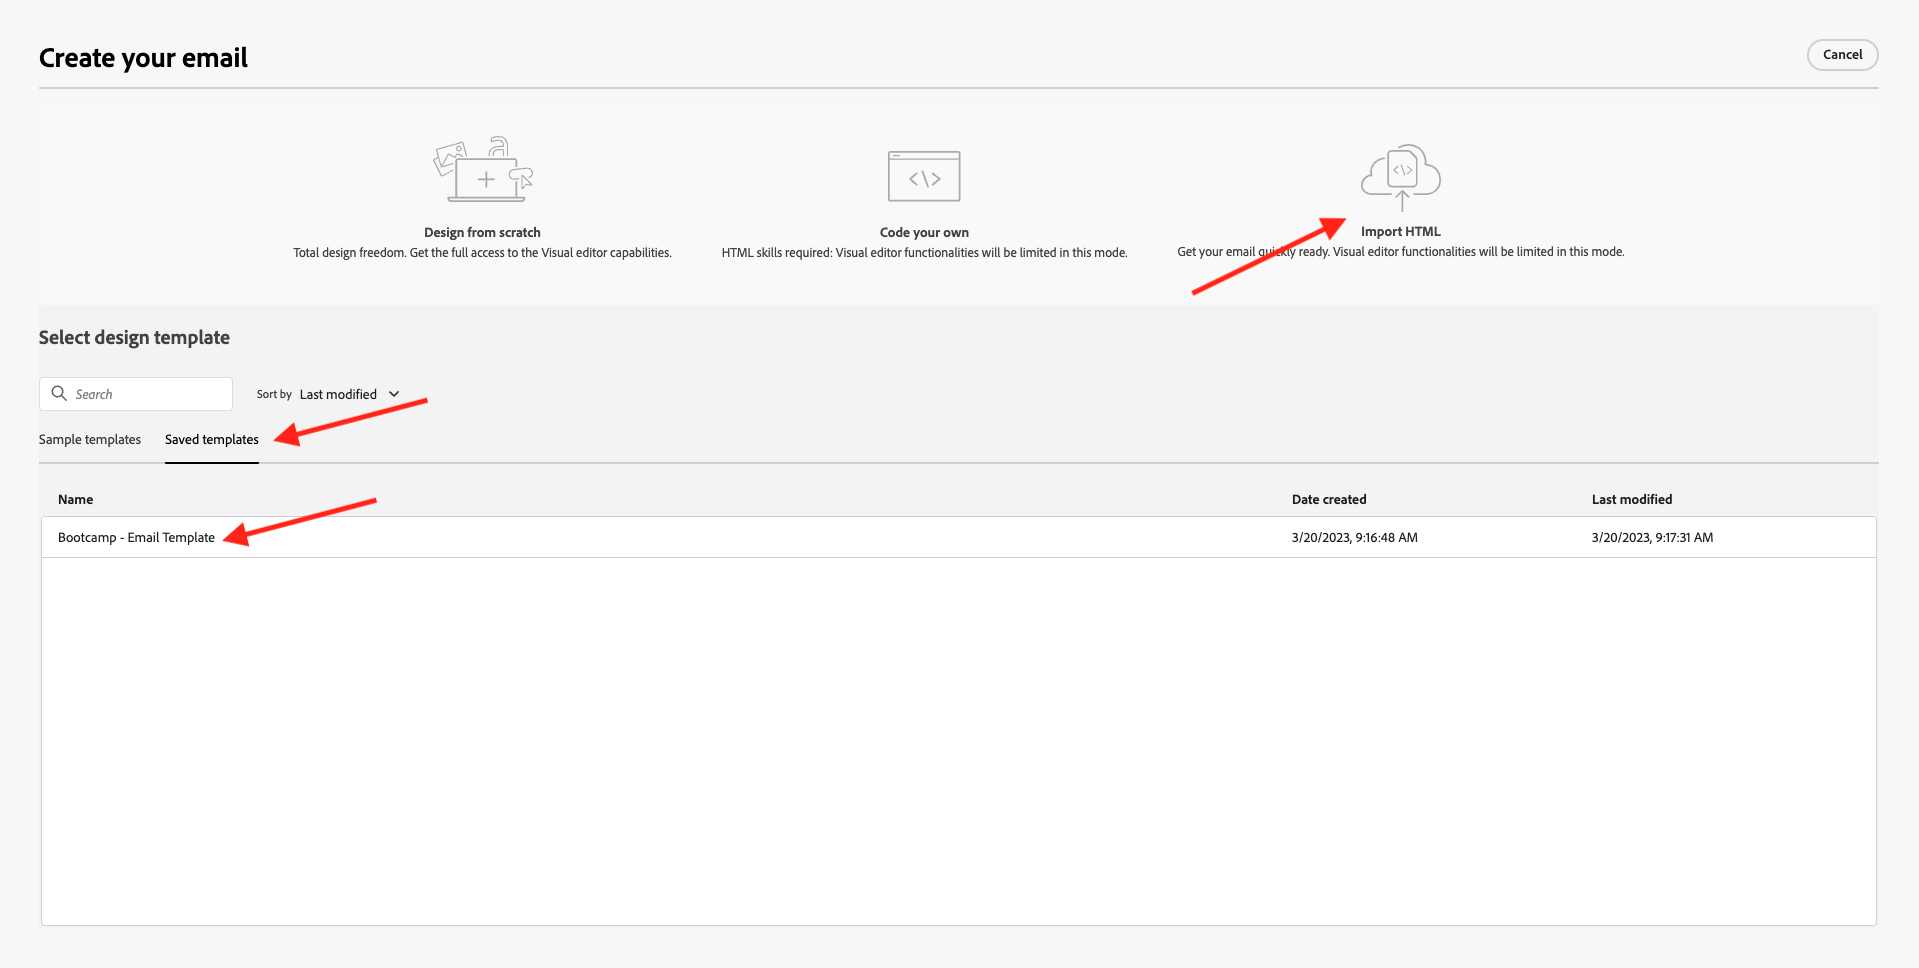 Create your email
Cancel
Design from scratch
Total design freedom. Get the full access to the Visual editor capabilities.
Code your own
HTML skills required: Visual editor functionalities will be limited in this mode.
Import HTML
Get your email quickly ready. Visual editor functionalities will be limited in this mode.
Select design template
Search
Sort by Last modified
Sample templates Saved templates
Name Date created Last modified
Bootcamp - Email Template 3/20/2023, 9:16:48 AM 3/20/2023, 9:17:31 AM